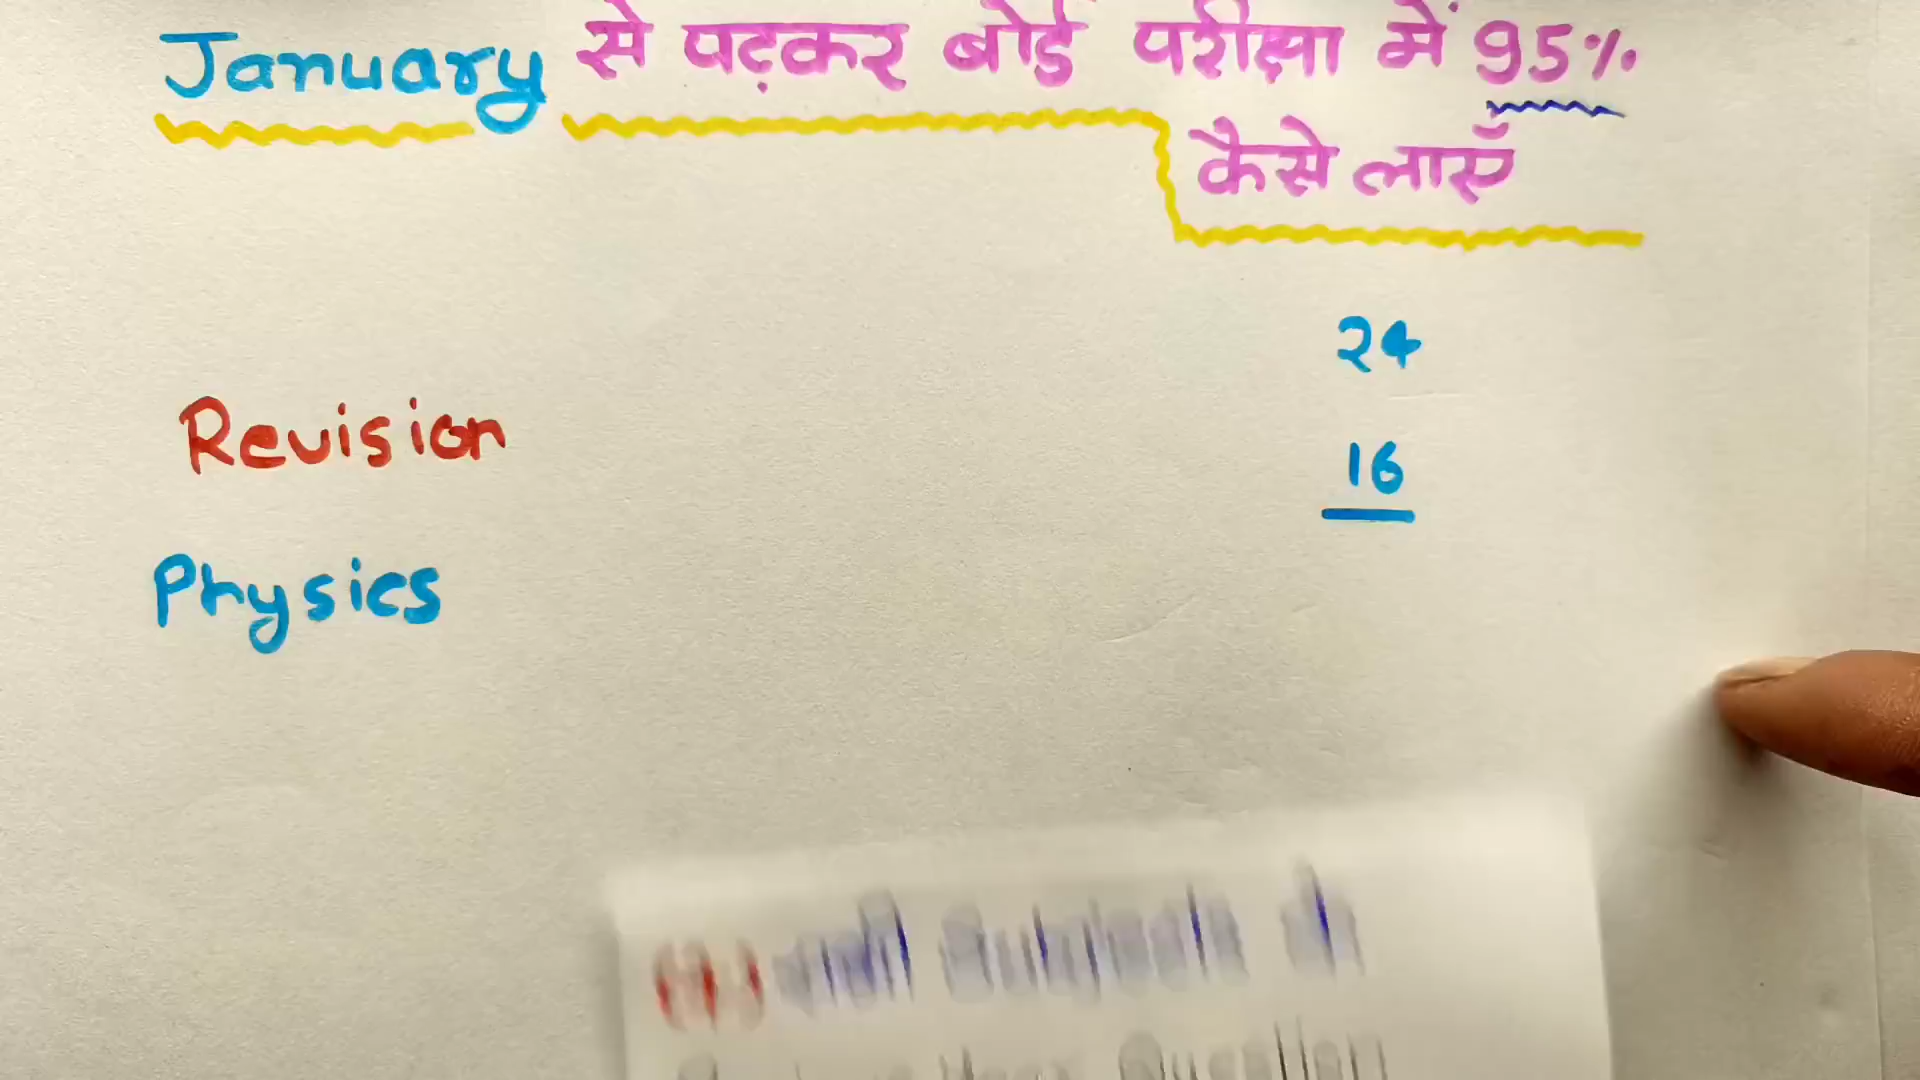 January से पढ़कर बोर्ड परीक्षा में 95%
कैसे लाएँ
24
Revision
16
Physics